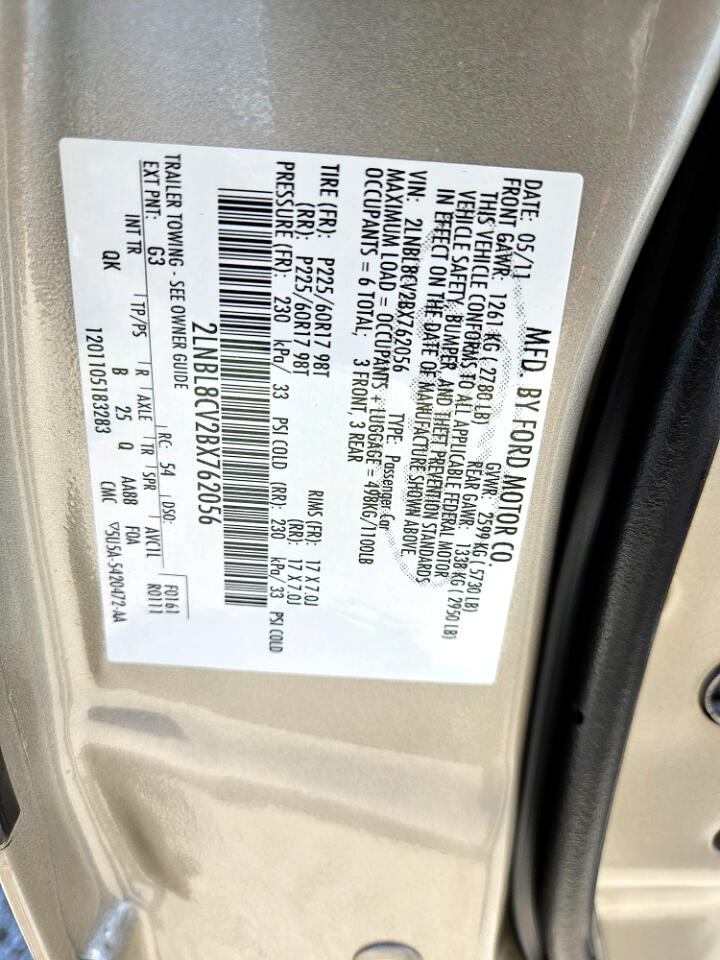 MFD. BY FORD MOTOR CO.
DATE: 05/11 GVWR: 2599 KG ( 5730 LB)
FRONT GAWR: 1261 KG ( 2780 LB) REAR GAWR: 1338 KG ( 2950 LB)
THIS VEHICLE CONFORMS TO ALL APPLICABLE FEDERAL MOTOR
VEHICLE SAFETY, BUMPER, AND THEFT PREVENTION STANDARDS
IN EFFECT ON THE DATE OF MANUFACTURE SHOWN ABOVE.
VIN: 2LNBL8CV2BX762056 TYPE: Passenger Car
MAXIMUM LOAD = OCCUPANTS + LUGGAGE = 498KG/1100LB
OCCUPANTS = 6 TOTAL; 3 FRONT, 3 REAR
TIRE (FR): P225/60R17 98T RIMS (FR): 17 X 7.0J
(RR): P225/60R17 98T (RR): 17 X 7.0J
PRESSURE (FR): 230 kPa/ 33 PSI COLD (RR): 230 kPa/ 33 PSI COLD
2LNBL8CV2BX762056
TRAILER TOWING - SEE OWNER GUIDE
EXT PNT: G3 RC: 54 DSO: F0161
R0111
INT TR TP/PS R AXLE TR SPR AVCIL
QK B 25 Q AA88 FOA
1201105183283 CMC ▽5U5A-5420472-AA